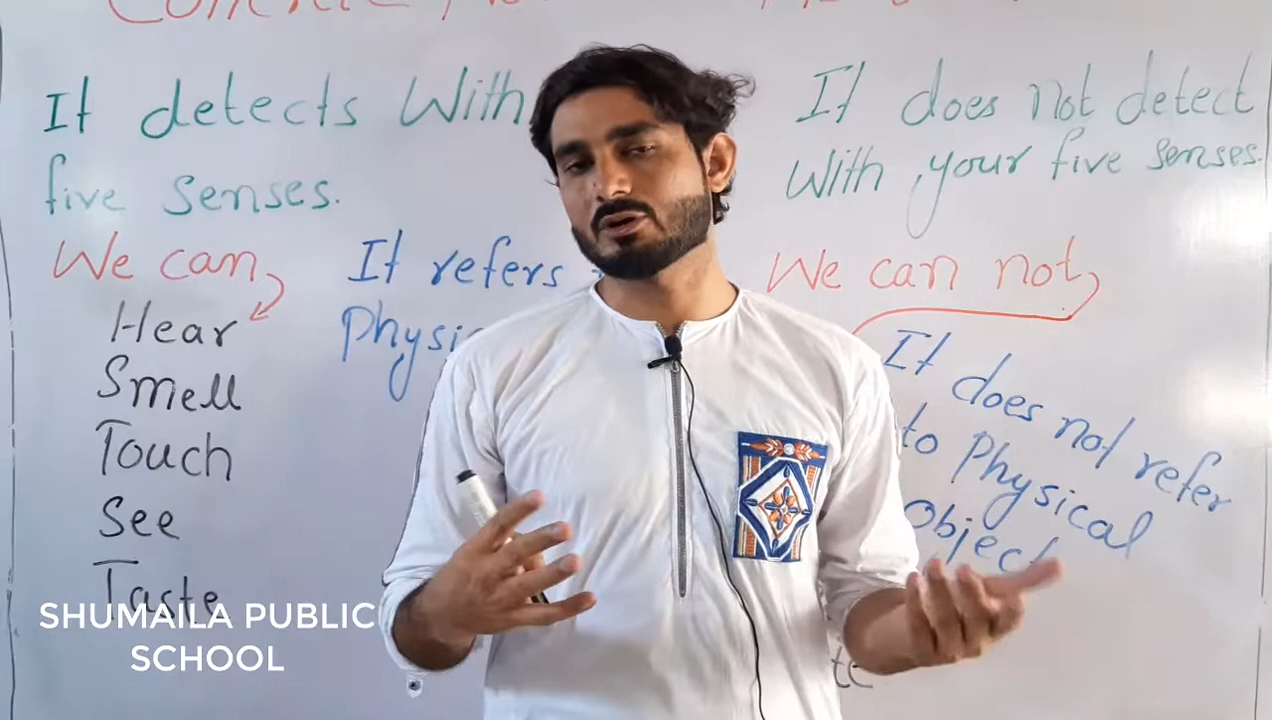 It detects With
five senses.
We can
Hear
Smell
Touch
See
Taste
It refers
It does not detect
With your five senses.
We can not
It does not refer
to Physical
Object
SHUMAILA PUBLIC
SCHOOL